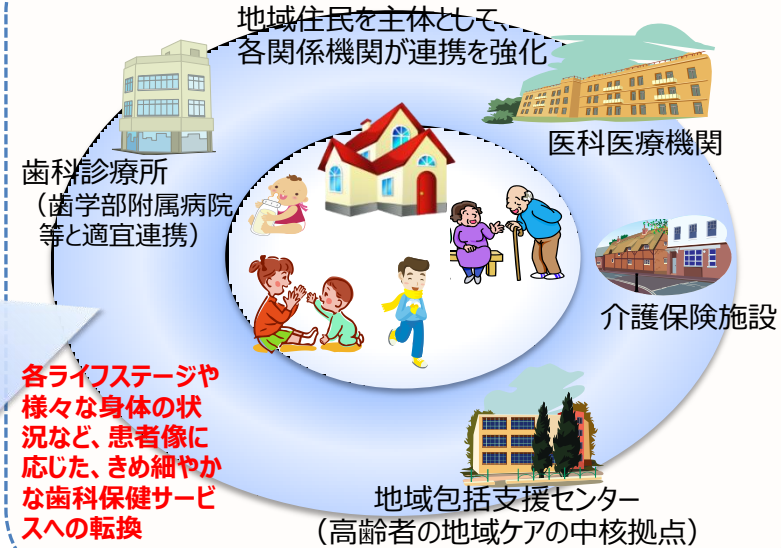 地域住民を主体として、
各関係機関が連携を強化
医科医療機関
歯科診療所
（歯学部附属病院
等と適宜連携）
介護保険施設
各ライフステージや
様々な身体の状
況など、患者像に
応じた、きめ細やか
な歯科保健サービ
スへの転換
地域包括支援センター
（高齢者の地域ケアの中核拠点）